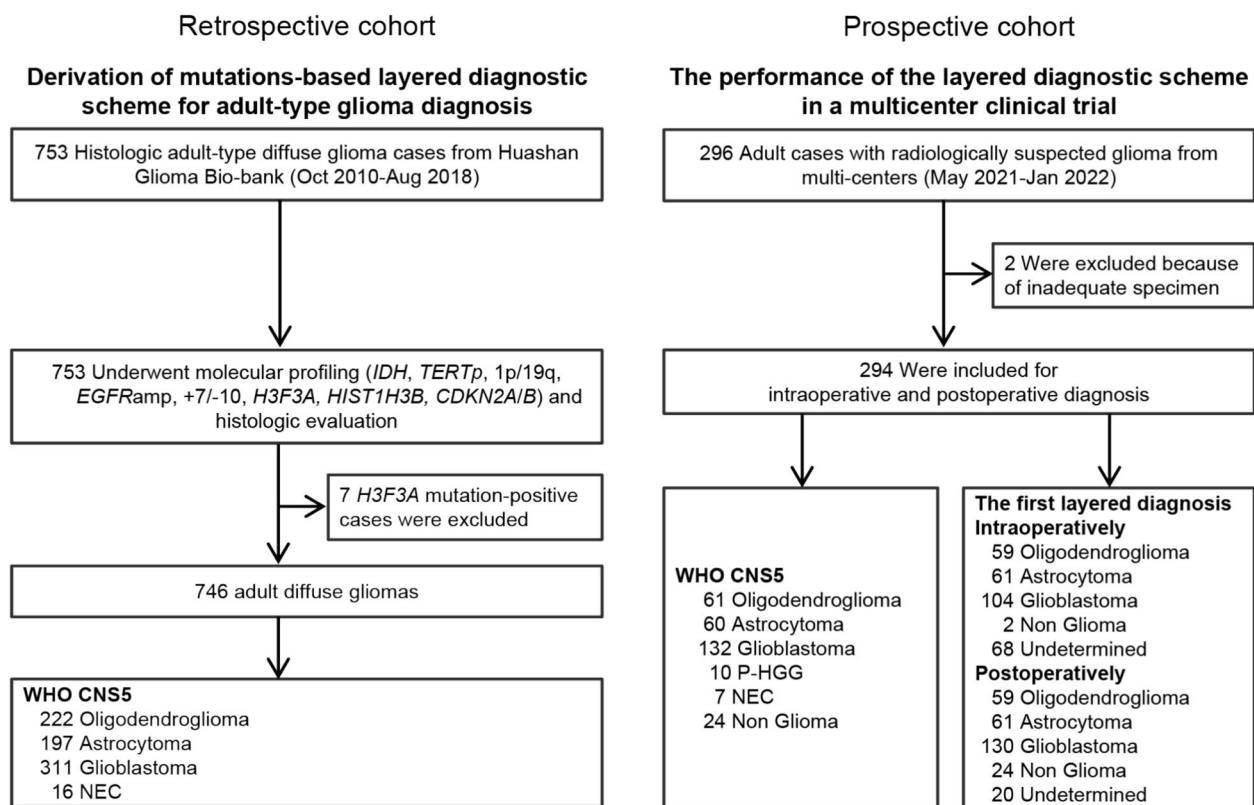 Retrospective cohort
Derivation of mutations-based layered diagnostic
scheme for adult-type glioma diagnosis
753 Histologic adult-type diffuse glioma cases from Huashan
Glioma Bio-bank (Oct 2010-Aug 2018)
753 Underwent molecular profiling (IDH, TERTp, 1p/19q,
EGFRamp, +7/-10, H3F3A, HIST1H3B, CDKN2A/B) and
histologic evaluation
7 H3F3A mutation-positive
cases were excluded
746 adult diffuse gliomas
WHO CNS5
222 Oligodendroglioma
197 Astrocytoma
311 Glioblastoma
16 NEC
Prospective cohort
The performance of the layered diagnostic scheme
in a multicenter clinical trial
296 Adult cases with radiologically suspected glioma from
multi-centers (May 2021-Jan 2022)
2 Were excluded because
of inadequate specimen
294 Were included for
intraoperative and postoperative diagnosis
WHO CNS5
61 Oligodendroglioma
60 Astrocytoma
132 Glioblastoma
10 P-HGG
7 NEC
24 Non Glioma
The first layered diagnosis
Intraoperatively
59 Oligodendroglioma
61 Astrocytoma
104 Glioblastoma
2 Non Glioma
68 Undetermined
Postoperatively
59 Oligodendroglioma
61 Astrocytoma
130 Glioblastoma
24 Non Glioma
20 Undetermined